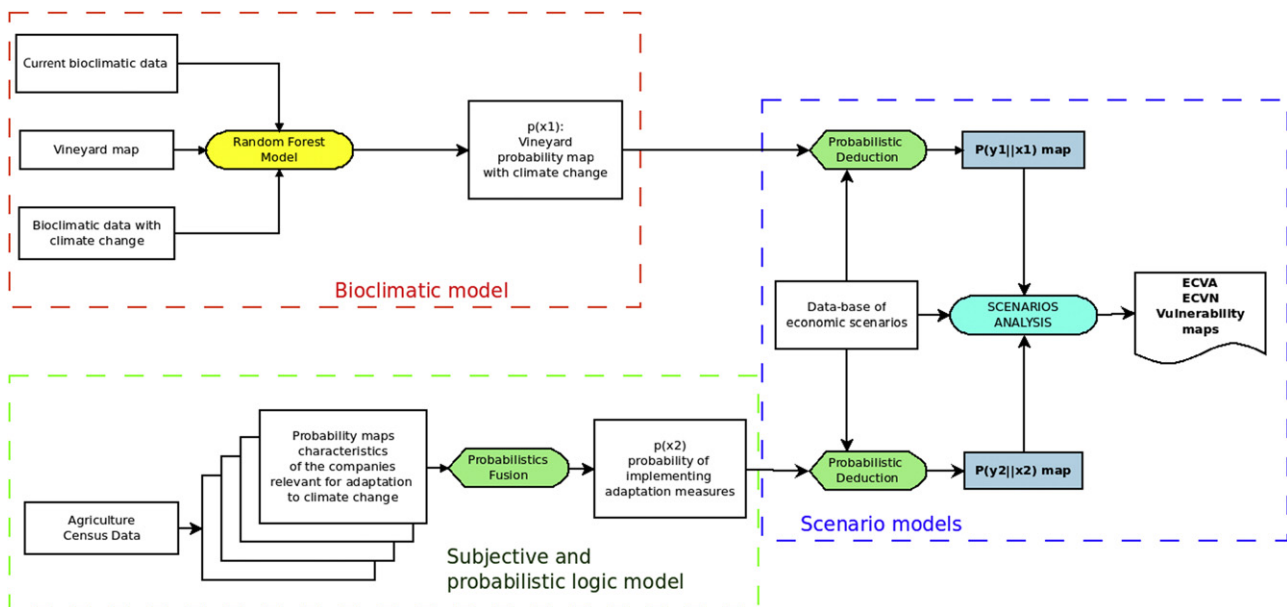 Current bioclimatic data
Vineyard map
Bioclimatic data with
climate change
Random Forest
Model
p(x1):
Vineyard
probability map
with climate change
Bioclimatic model
Probabilistic
Deduction
P(y1||x1) map
Data-base of
economic scenarios
SCENARIOS
ANALYSIS
ECVA
ECVN
Vulnerability
maps
Agriculture
Census Data
Probability maps
characteristics
of the companies
relevant for adaptation
to climate change
Probabilistics
Fusion
p(x2)
probability of
implementing
adaptation measures
Subjective and
probabilistic logic model
Probabilistic
Deduction
P(y2||x2) map
Scenario models